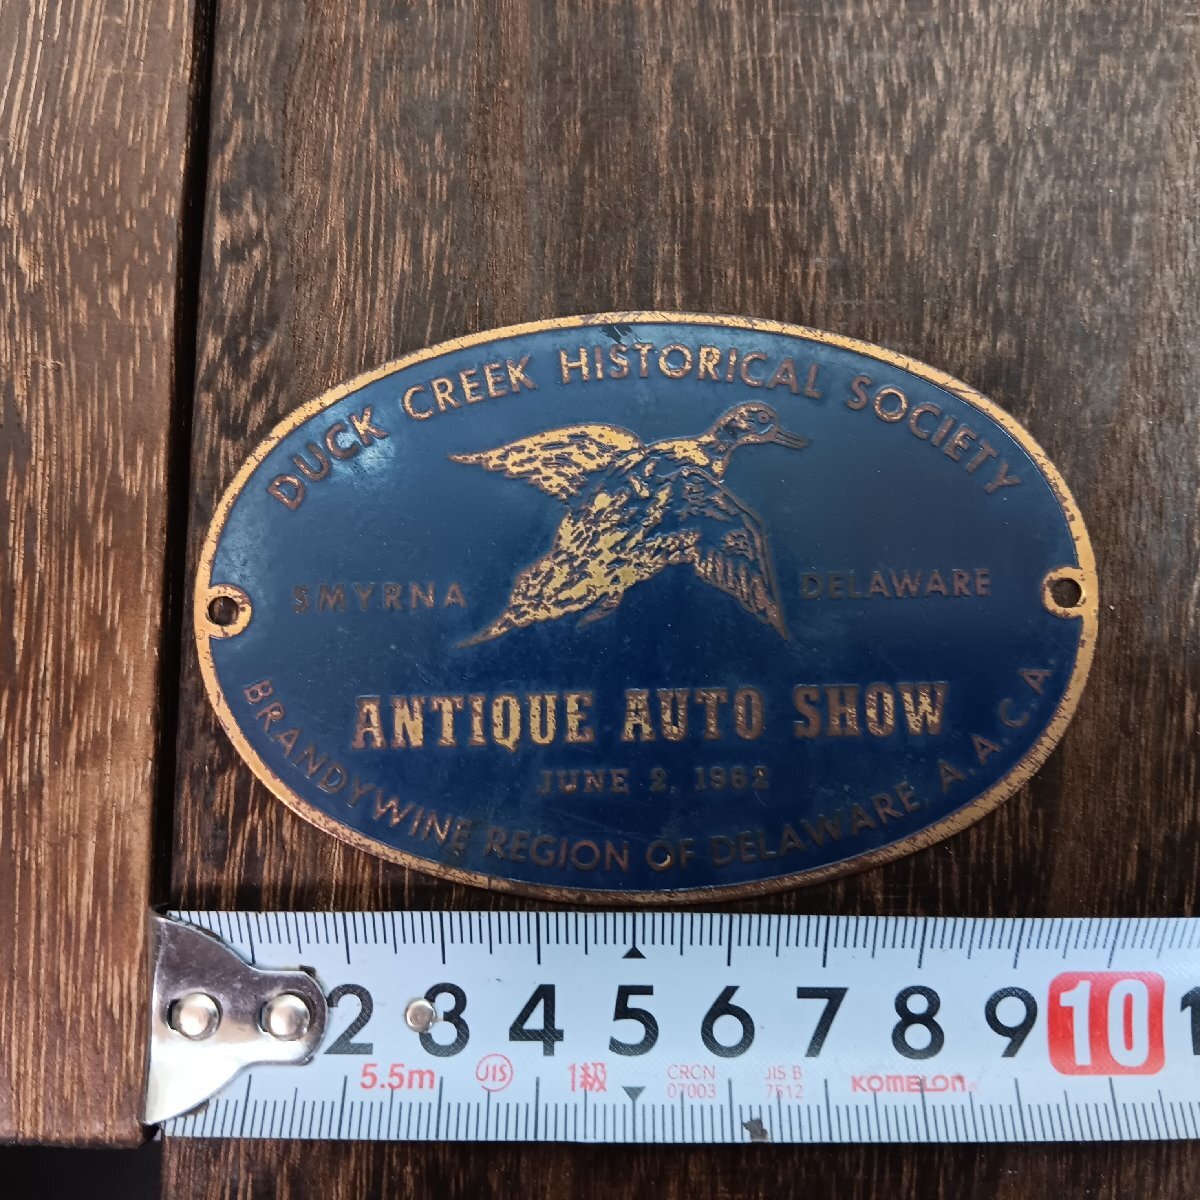 DUCK CREEK HISTORICAL SOCIETY
SMYRNA DELAWARE
ANTIQUE AUTO SHOW
JUNE 2, 1962
BRANDYWINE REGION OF DELAWARE, A.A.C.A.
2 3 4 5 6 7 8 9 10 1
5.5m JIS 1級 CRCN 07003 JIS B 7512 KOMELON